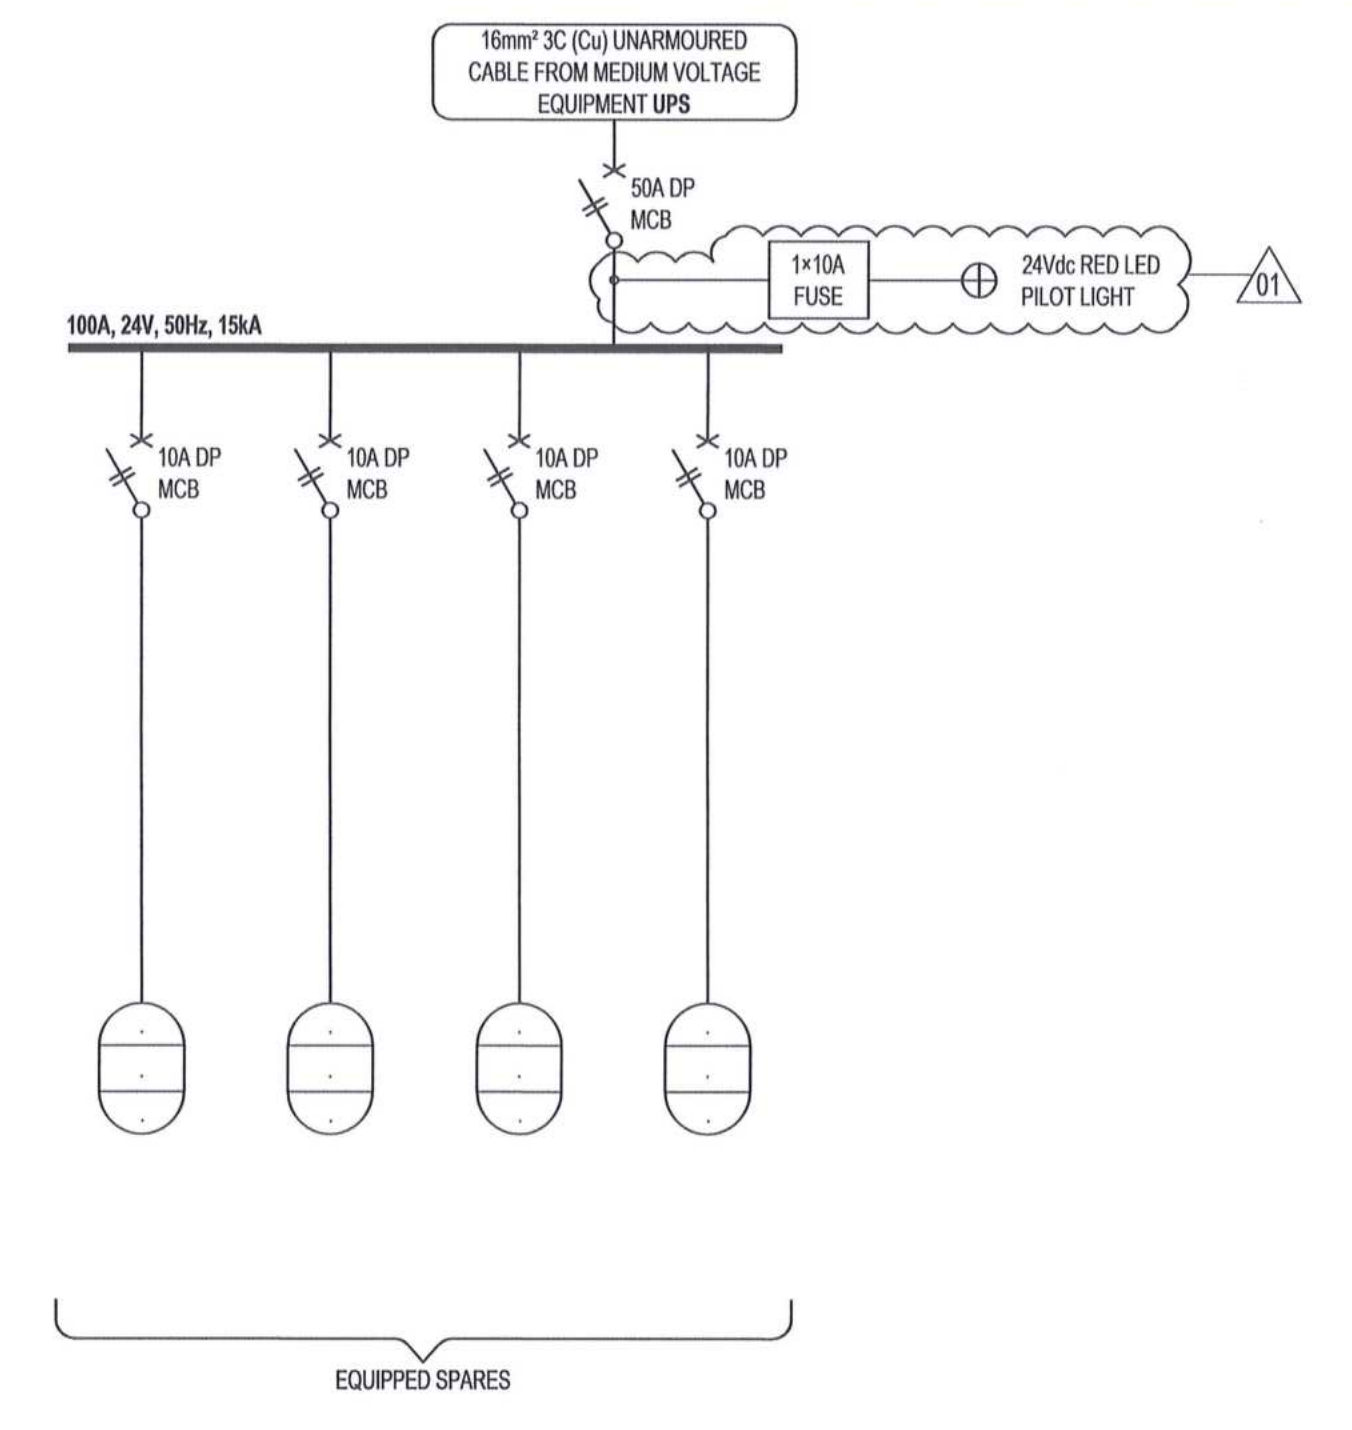 16mm² 3C (Cu) UNARMOURED
CABLE FROM MEDIUM VOLTAGE
EQUIPMENT UPS
50A DP
MCB
1×10A
FUSE
24Vdc RED LED
PILOT LIGHT
01
100A, 24V, 50Hz, 15kA
10A DP
MCB
10A DP
MCB
10A DP
MCB
10A DP
MCB
EQUIPPED SPARES